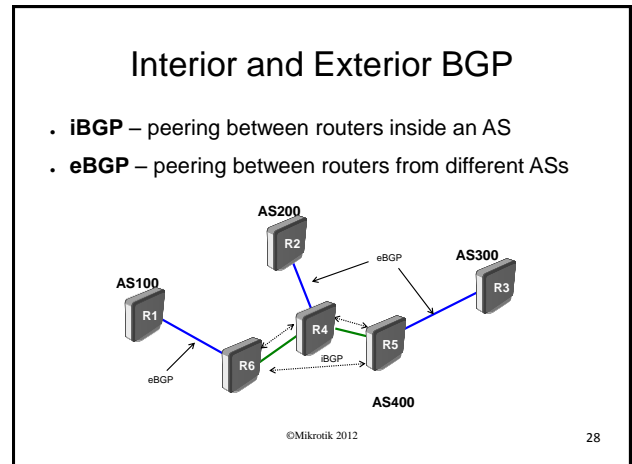 Interior and Exterior BGP
● iBGP – peering between routers inside an AS
● eBGP – peering between routers from different ASs
AS200
R2
eBGP
AS300
R3
AS100
R1
R4
R5
R6
iBGP
eBGP
AS400
©Mikrotik 2012
28